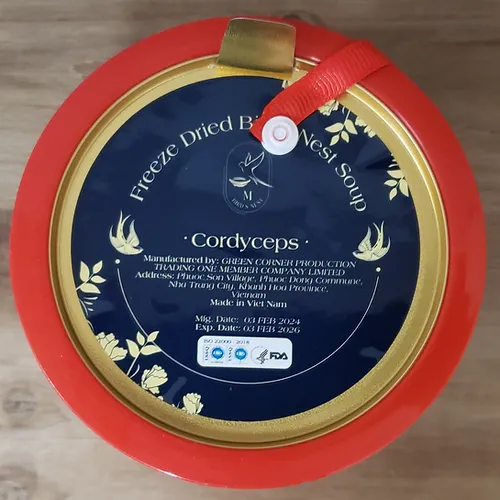 Freeze Dried Bi Nest Soup
M
BIRD'S NEST
· Cordyceps ·
Manufactured by: GREEN CORNER PRODUCTION
TRADING ONE MEMBER COMPANY LIMITED
Address: Phuoc Son Village, Phuoc Dong Commune,
Nha Trang City, Khanh Hoa Province,
Vietnam
Made in Viet Nam
Mfg. Date: 03 FEB 2024
Exp. Date: 03 FEB 2026
ISO 22000 : 2018
FDA